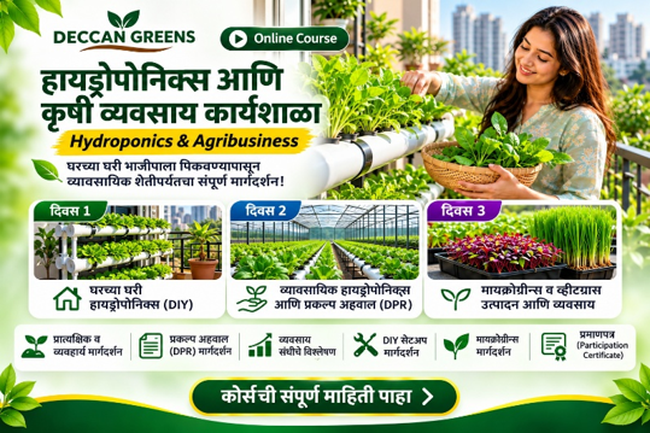 DECCAN GREENS
Online Course
हायड्रोपोनिक्स आणि
कृषी व्यवसाय कार्यशाळा
Hydroponics & Agribusiness
घरच्या घरी भाजीपाला पिकवण्यापासून
व्यावसायिक शेतीपर्यंतचा संपूर्ण मार्गदर्शन!
दिवस 1
घरच्या घरी
हायड्रोपोनिक्स (DIY)
दिवस 2
व्यावसायिक हायड्रोपोनिक्स
आणि प्रकल्प अहवाल (DPR)
दिवस 3
मायक्रोग्रीन्स व व्हीटग्रास
उत्पादन आणि व्यवसाय
प्रात्यक्षिक व
व्यवहार्य मार्गदर्शन
प्रकल्प अहवाल
(DPR) मार्गदर्शन
व्यवसाय
संधीचे विश्लेषण
DIY सेटअप
मार्गदर्शन
मायक्रोग्रीन्स
मार्गदर्शन
प्रमाणपत्र
(Participation
Certificate)
कोर्सची संपूर्ण माहिती पाहा